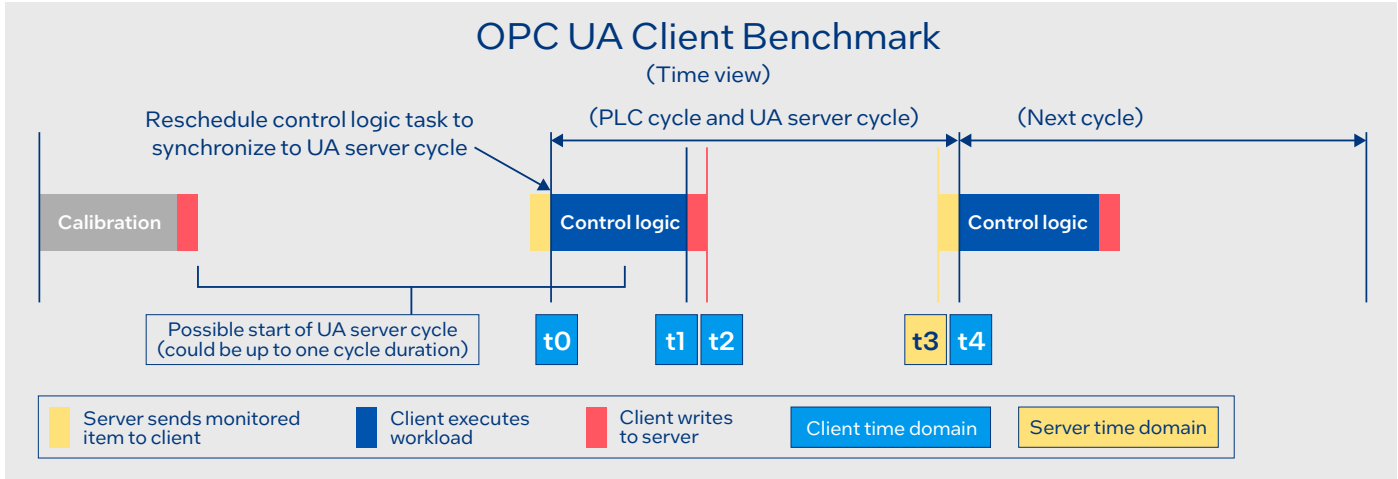 OPC UA Client Benchmark
(Time view)
Reschedule control logic task to
synchronize to UA server cycle
(PLC cycle and UA server cycle)
(Next cycle)
Calibration
Control logic
Control logic
Possible start of UA server cycle
(could be up to one cycle duration)
t0
t1
t2
t3
t4
Server sends monitored
item to client
Client executes
workload
Client writes
to server
Client time domain
Server time domain